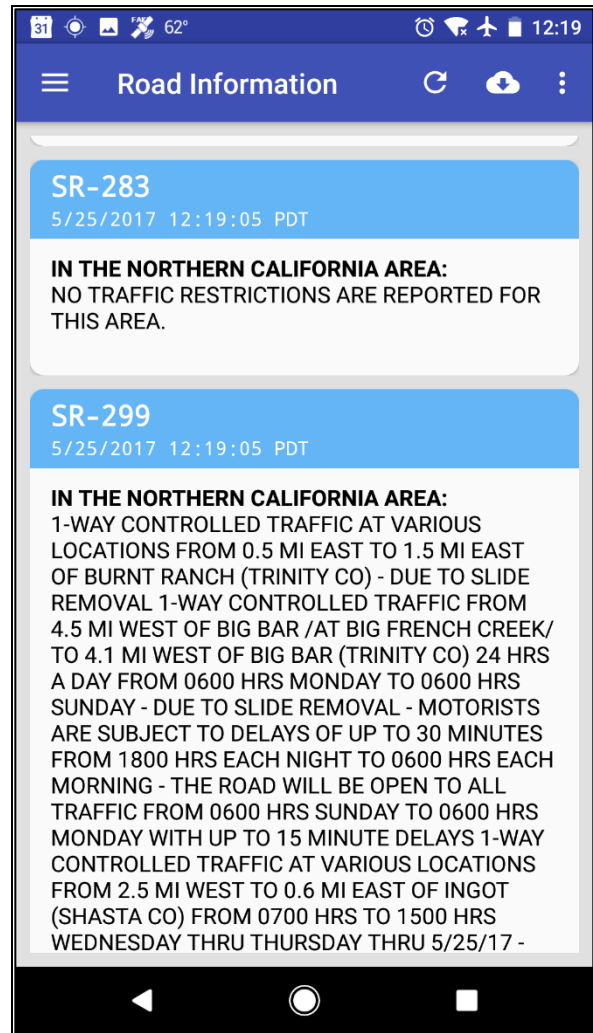 31 FAKE 62° 12:19
Road Information
SR-283
5/25/2017 12:19:05 PDT
IN THE NORTHERN CALIFORNIA AREA:
NO TRAFFIC RESTRICTIONS ARE REPORTED FOR
THIS AREA.
SR-299
5/25/2017 12:19:05 PDT
IN THE NORTHERN CALIFORNIA AREA:
1-WAY CONTROLLED TRAFFIC AT VARIOUS
LOCATIONS FROM 0.5 MI EAST TO 1.5 MI EAST
OF BURNT RANCH (TRINITY CO) - DUE TO SLIDE
REMOVAL 1-WAY CONTROLLED TRAFFIC FROM
4.5 MI WEST OF BIG BAR /AT BIG FRENCH CREEK/
TO 4.1 MI WEST OF BIG BAR (TRINITY CO) 24 HRS
A DAY FROM 0600 HRS MONDAY TO 0600 HRS
SUNDAY - DUE TO SLIDE REMOVAL - MOTORISTS
ARE SUBJECT TO DELAYS OF UP TO 30 MINUTES
FROM 1800 HRS EACH NIGHT TO 0600 HRS EACH
MORNING - THE ROAD WILL BE OPEN TO ALL
TRAFFIC FROM 0600 HRS SUNDAY TO 0600 HRS
MONDAY WITH UP TO 15 MINUTE DELAYS 1-WAY
CONTROLLED TRAFFIC AT VARIOUS LOCATIONS
FROM 2.5 MI WEST TO 0.6 MI EAST OF INGOT
(SHASTA CO) FROM 0700 HRS TO 1500 HRS
WEDNESDAY THRU THURSDAY THRU 5/25/17 -